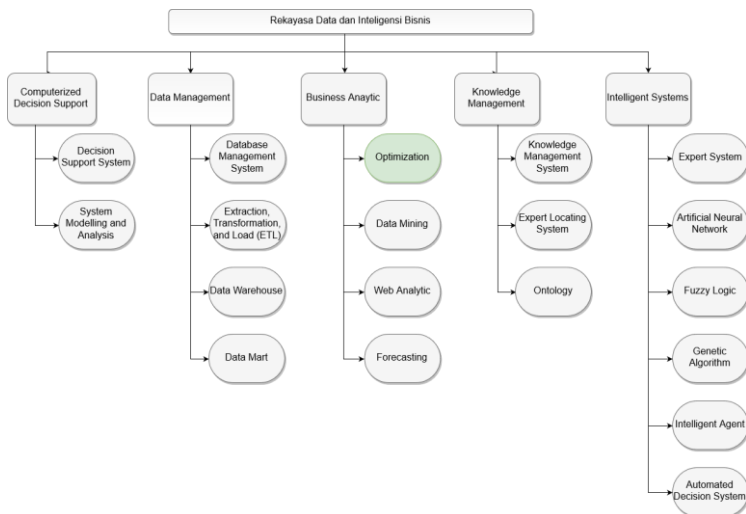 Rekayasa Data dan Inteligensi Bisnis
Computerized
Decision Support
Data Management
Business Anaytic
Knowledge
Management
Intelligent Systems
Decision
Support System
Database
Management
System
Optimization
Knowledge
Management
System
Expert System
System
Modelling and
Analysis
Extraction,
Transformation,
and Load (ETL)
Data Mining
Expert Locating
System
Artificial Neural
Network
Data Warehouse
Web Analytic
Ontology
Fuzzy Logic
Data Mart
Forecasting
Genetic
Algorithm
Intelligent Agent
Automated
Decision System